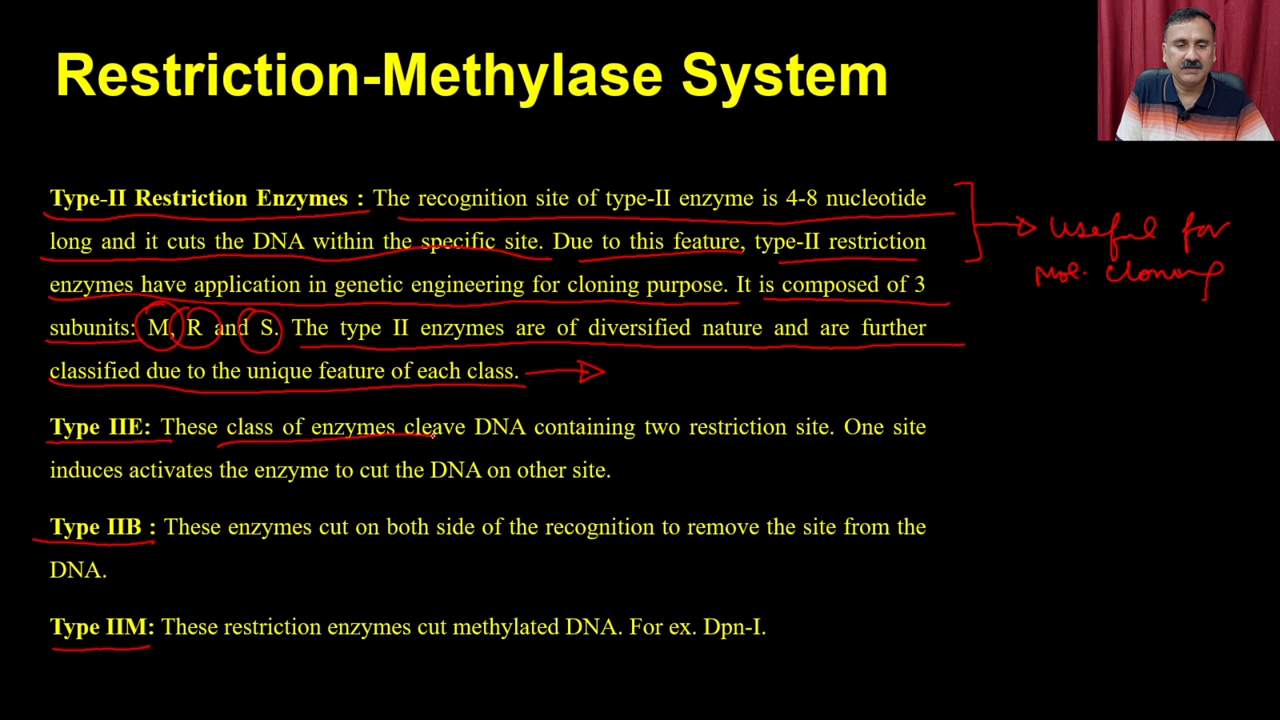 Restriction-Methylase System
Type-II Restriction Enzymes : The recognition site of type-II enzyme is 4-8 nucleotide
long and it cuts the DNA within the specific site. Due to this feature, type-II restriction
enzymes have application in genetic engineering for cloning purpose. It is composed of 3
subunits: M, R and S. The type II enzymes are of diversified nature and are further
classified due to the unique feature of each class.
useful for
Mol. cloning
Type IIE: These class of enzymes cleave DNA containing two restriction site. One site
induces activates the enzyme to cut the DNA on other site.
Type IIB : These enzymes cut on both side of the recognition to remove the site from the
DNA.
Type IIM: These restriction enzymes cut methylated DNA. For ex. Dpn-I.